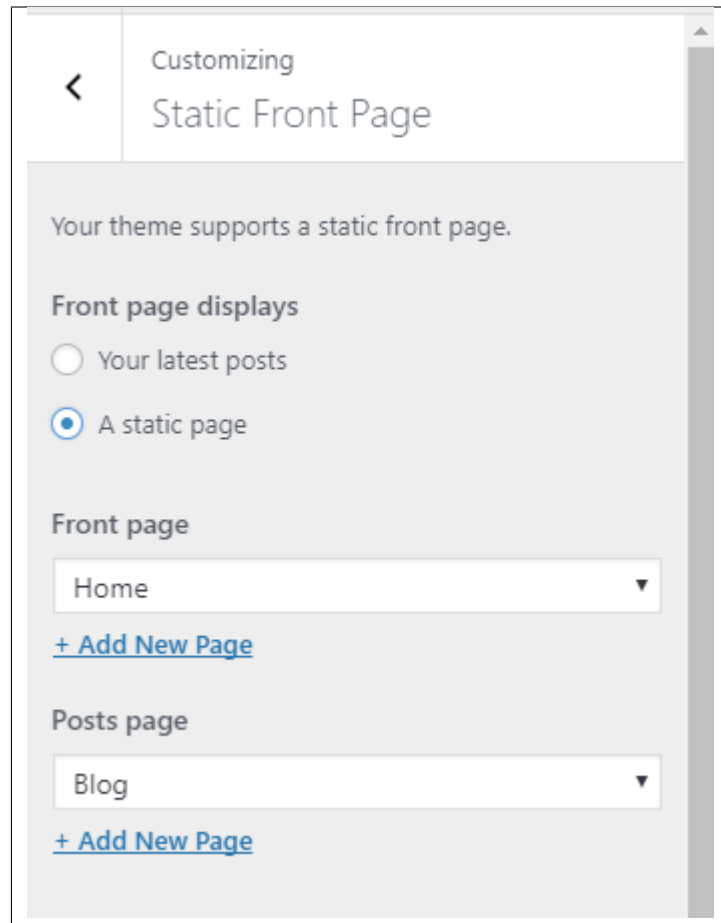 Customizing
Static Front Page
Your theme supports a static front page.
Front page displays
Your latest posts
A static page
Front page
Home
+ Add New Page
Posts page
Blog
+ Add New Page